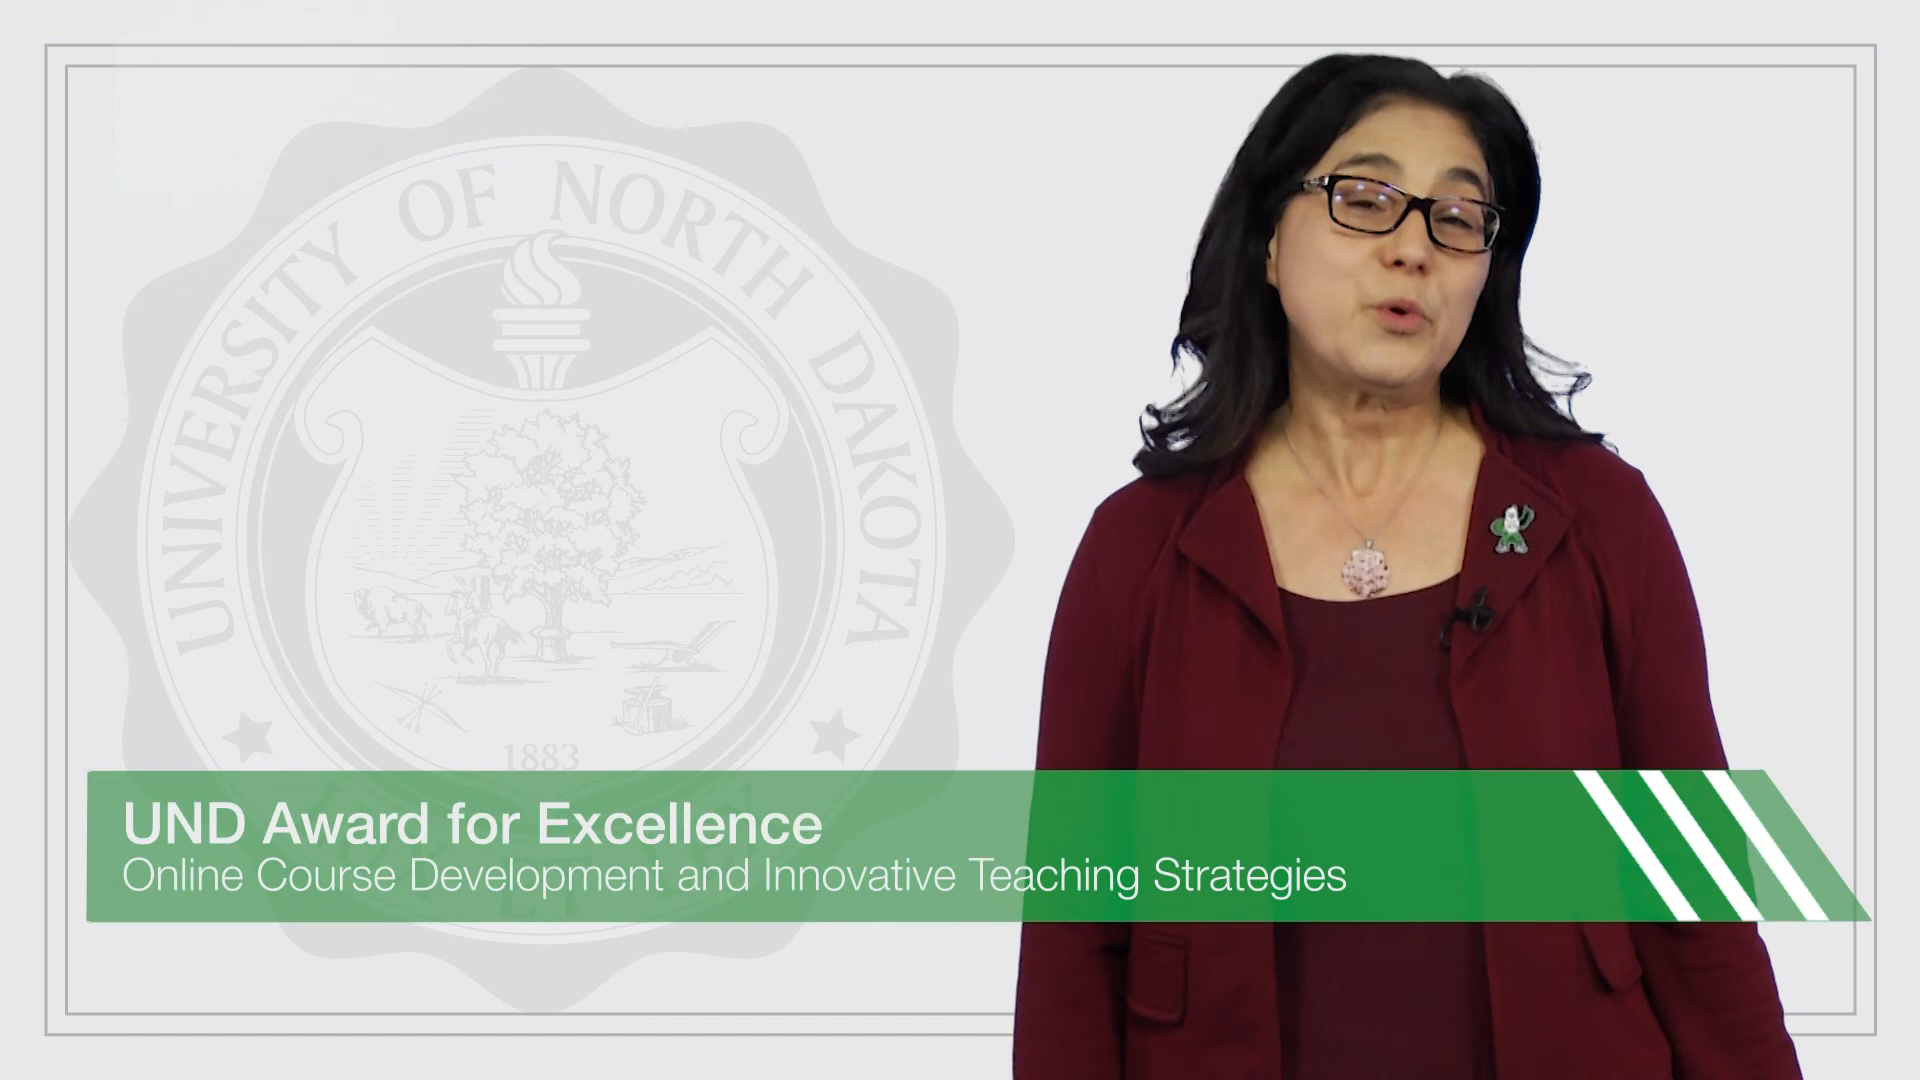 UNIVERSITY OF NORTH DAKOTA
1883
UND Award for Excellence
Online Course Development and Innovative Teaching Strategies